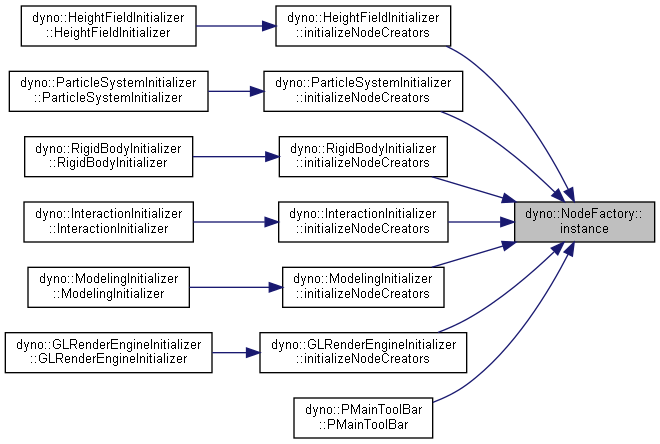 dyno::HeightFieldInitializer
::HeightFieldInitializer
dyno::HeightFieldInitializer
::initializeNodeCreators
dyno::ParticleSystemInitializer
::ParticleSystemInitializer
dyno::ParticleSystemInitializer
::initializeNodeCreators
dyno::RigidBodyInitializer
::RigidBodyInitializer
dyno::RigidBodyInitializer
::initializeNodeCreators
dyno::InteractionInitializer
::InteractionInitializer
dyno::InteractionInitializer
::initializeNodeCreators
dyno::NodeFactory::
instance
dyno::ModelingInitializer
::ModelingInitializer
dyno::ModelingInitializer
::initializeNodeCreators
dyno::GLRenderEngineInitializer
::GLRenderEngineInitializer
dyno::GLRenderEngineInitializer
::initializeNodeCreators
dyno::PMainToolBar
::PMainToolBar